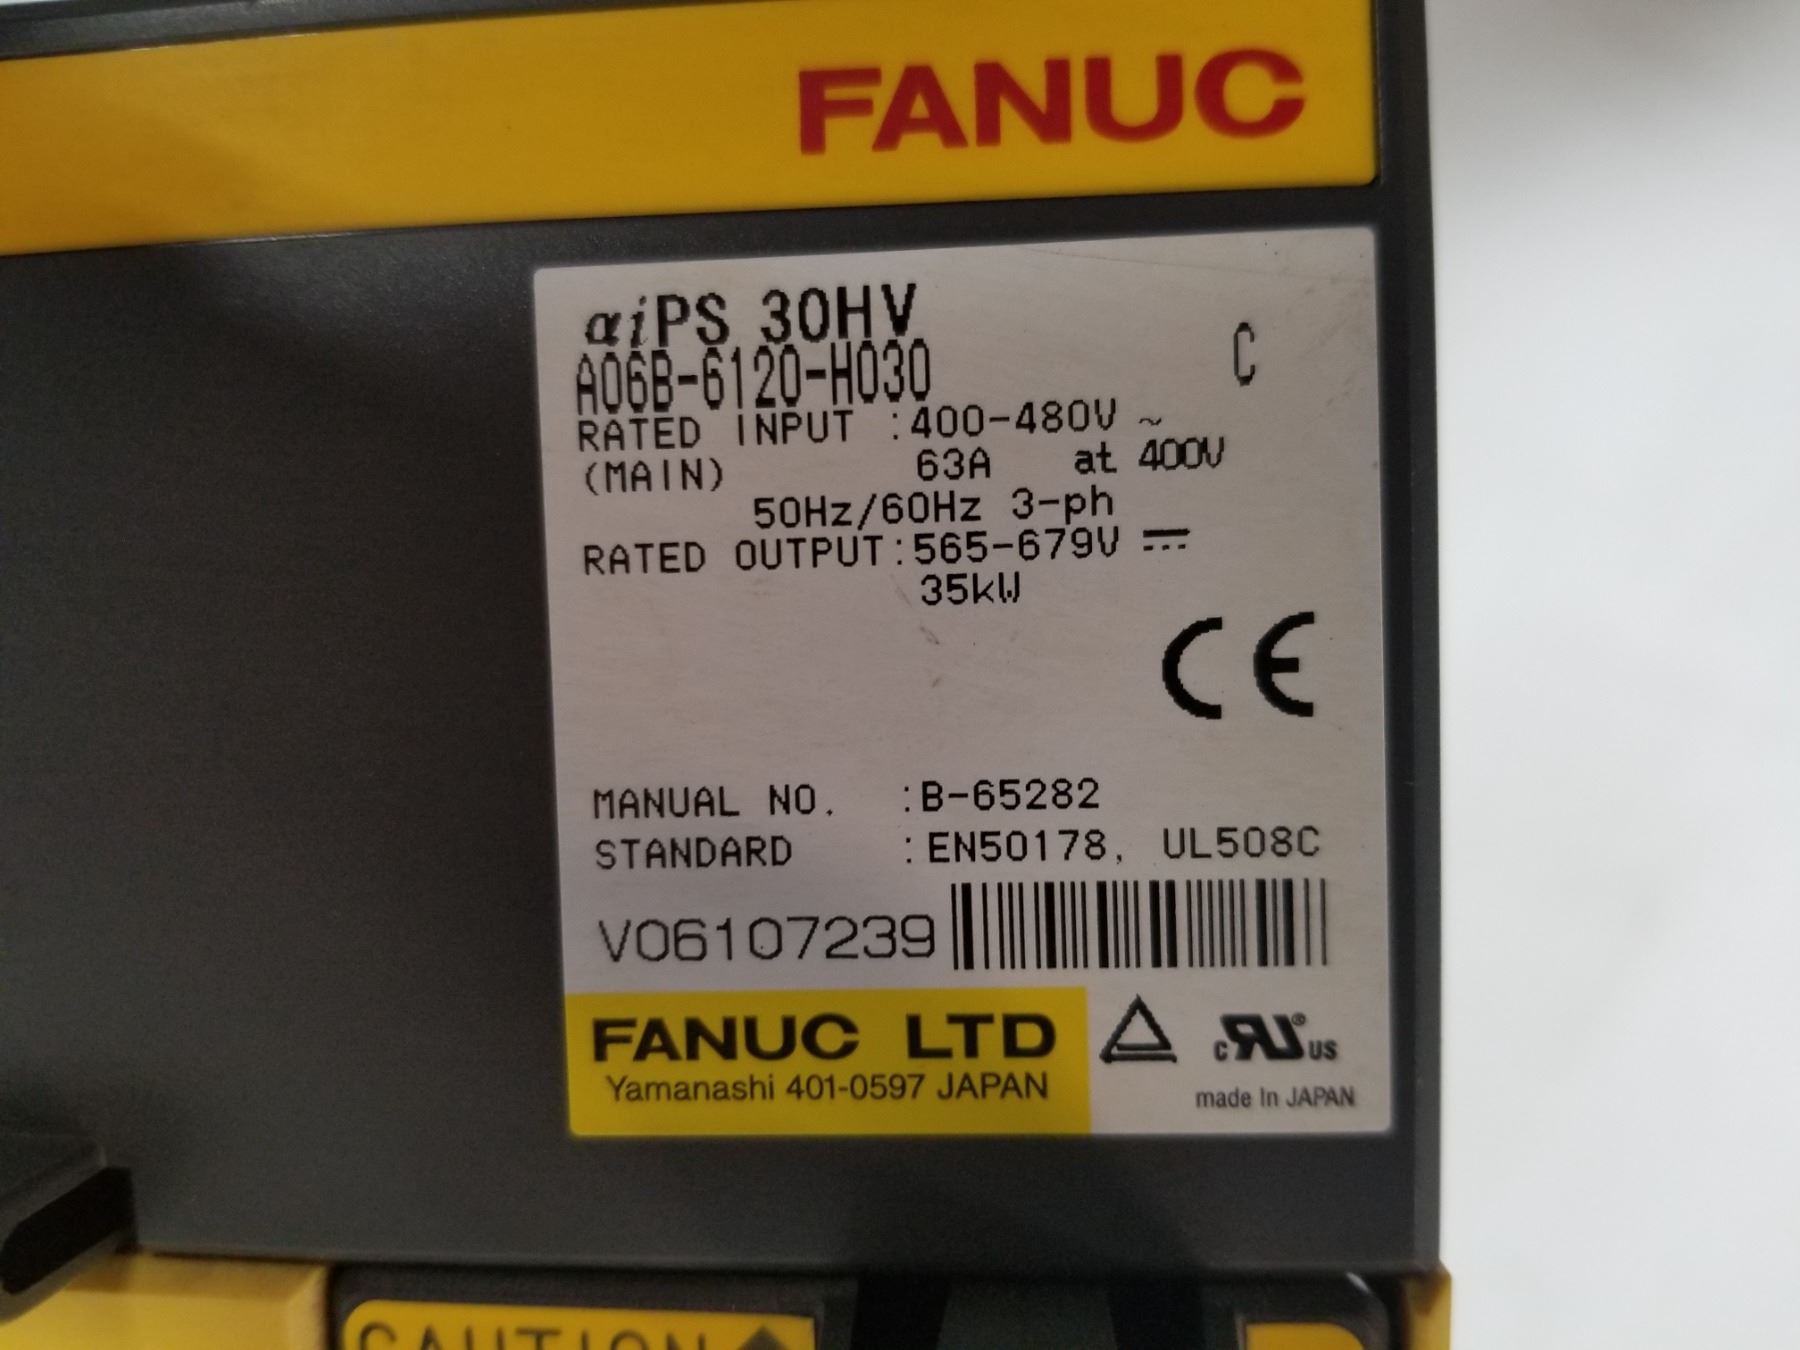 FANUC
αiPS 30HV
A06B-6120-H030 C
RATED INPUT :400-480V ~
(MAIN) 63A at 400V
50Hz/60Hz 3-ph
RATED OUTPUT:565-679V ⎓
35kW
CE
MANUAL NO. :B-65282
STANDARD :EN50178, UL508C
V06107239
FANUC LTD
Yamanashi 401-0597 JAPAN
c RU ® US
made In JAPAN
CAUTION